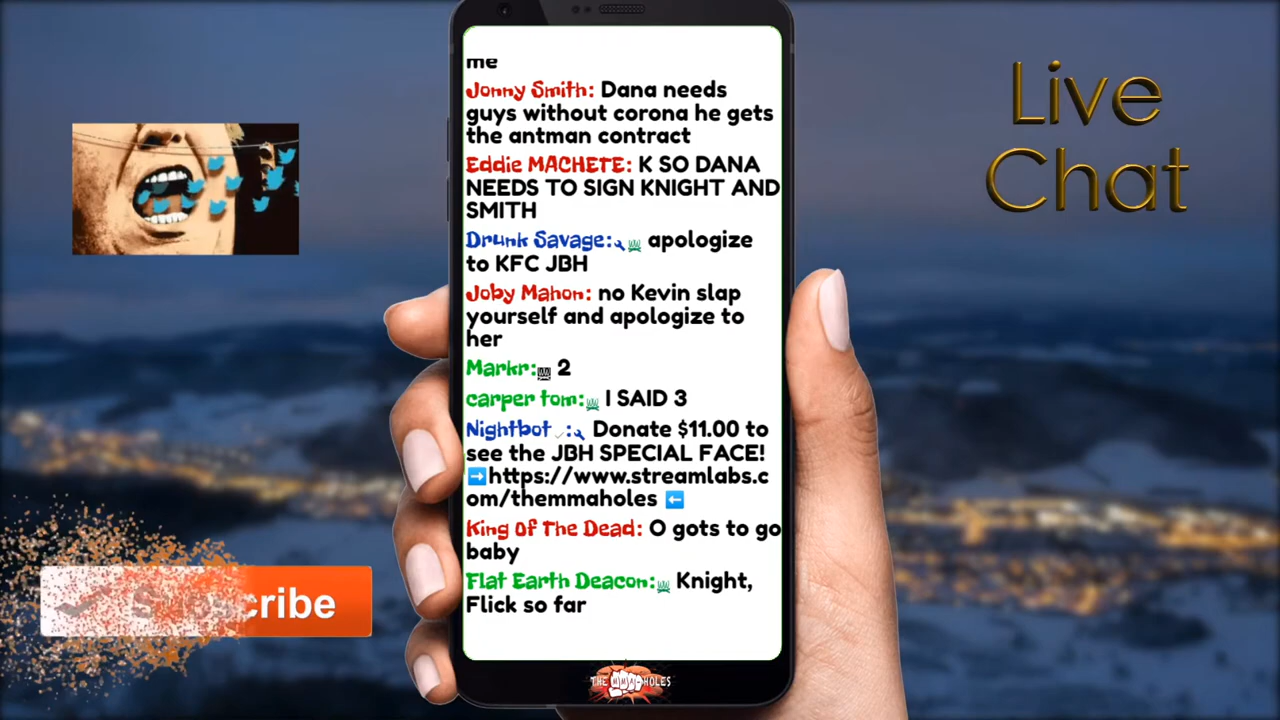 me
Jonny Smith: Dana needs
guys without corona he gets
the antman contract
Eddie MACHETE: K SO DANA
NEEDS TO SIGN KNIGHT AND
SMITH
Drunk Savage: apologize
to KFC JBH
Joby Mahon: no Kevin slap
yourself and apologize to
her
Markr: 2
carper tom: I SAID 3
Nightbot ✓: Donate $11.00 to
see the JBH SPECIAL FACE!
➡️https://www.streamlabs.c
om/themmaholes ⬅️
King Of The Dead: O gots to go
baby
Flat Earth Deacon: Knight,
Flick so far
THE MMA-HOLES
Live
Chat
cribe